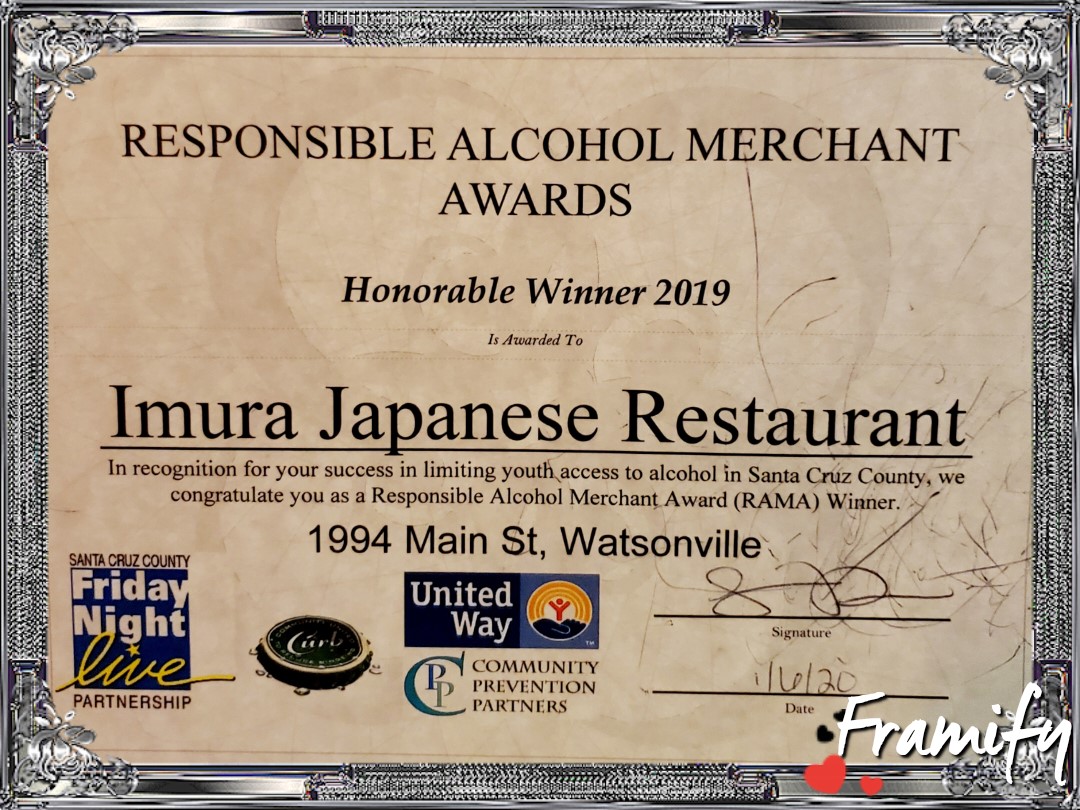 RESPONSIBLE ALCOHOL MERCHANT
AWARDS
Honorable Winner 2019
Is Awarded To
Imura Japanese Restaurant
In recognition for your success in limiting youth access to alcohol in Santa Cruz County, we
congratulate you as a Responsible Alcohol Merchant Award (RAMA) Winner.
1994 Main St, Watsonville
SANTA CRUZ COUNTY
Friday
Night
live
PARTNERSHIP
Curb
United
Way
TM
CPP
COMMUNITY
PREVENTION
PARTNERS
Signature
1/6/20
Date
Framify